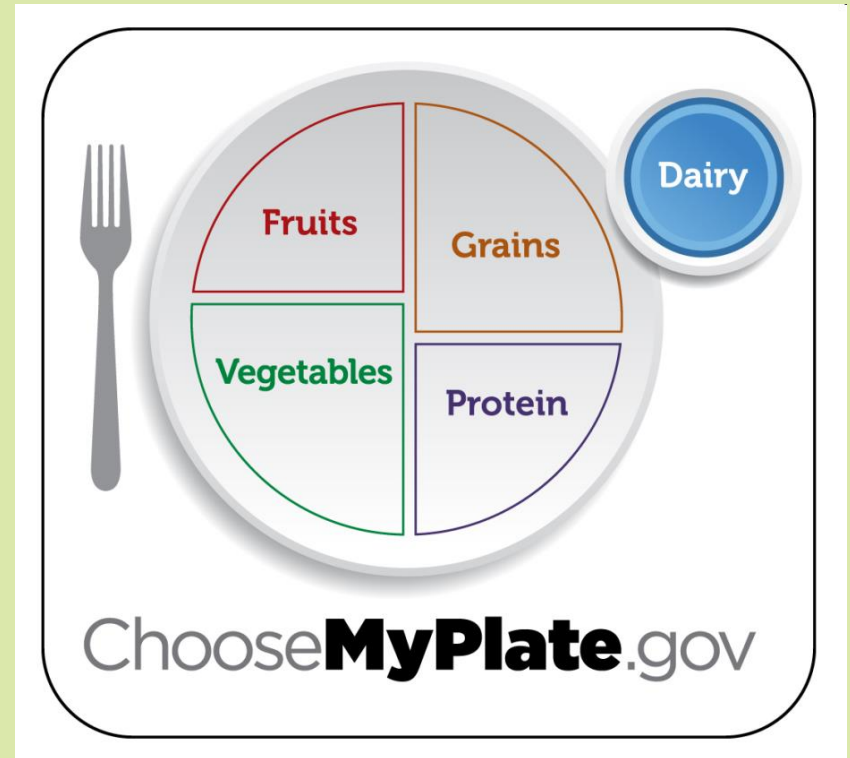 Dairy
Fruits
Grains
Vegetables
Protein
ChooseMyPlate.gov